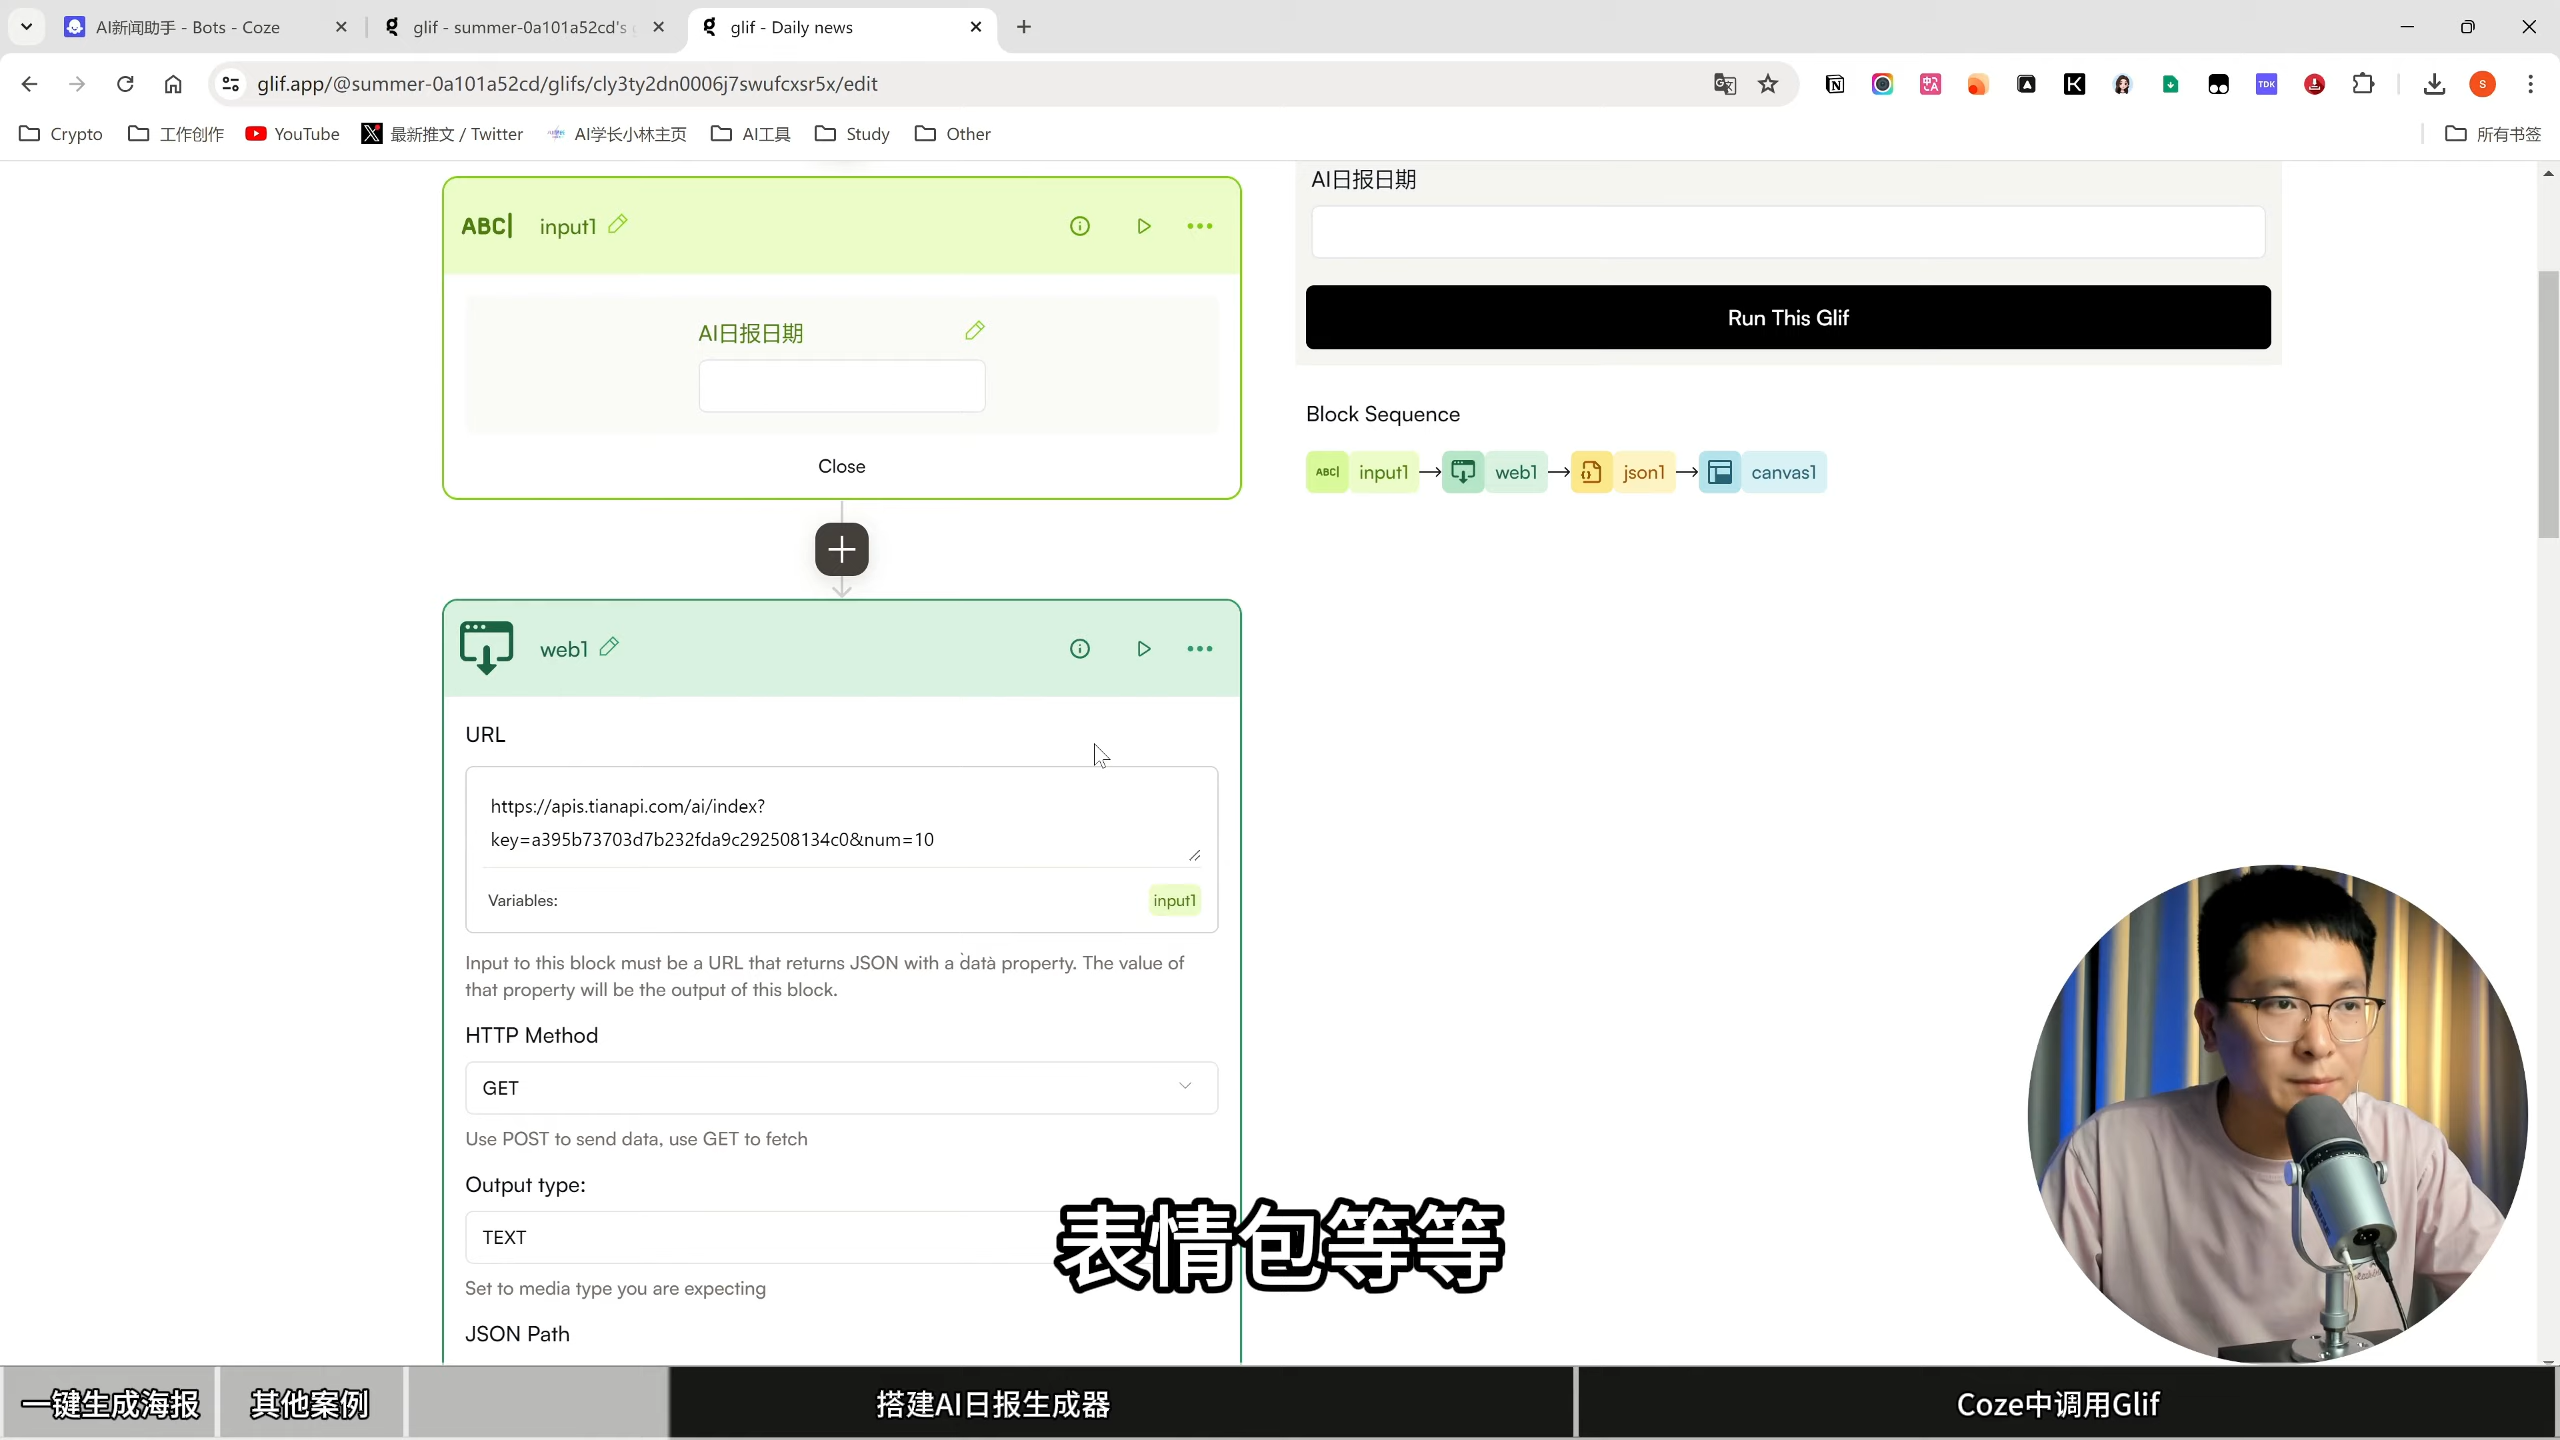 AI新闻助手 - Bots - Coze
glif - summer-0a101a52cd's
glif - Daily news
glif.app/@summer-0a101a52cd/glifs/cly3ty2dn0006j7swufcxsr5x/edit
Crypto
工作创作
YouTube
最新推文 / Twitter
AI学长小林主页
AI工具
Study
Other
所有书签
ABC|
input1
AI日报日期
Close
AI日报日期
Run This Glif
Block Sequence
ABC| input1
web1
json1
canvas1
web1
URL
https://apis.tianapi.com/ai/index?
key=a395b73703d7b232fda9c292508134c0&num=10
Variables:
input1
Input to this block must be a URL that returns JSON with a `data` property. The value of
that property will be the output of this block.
HTTP Method
GET
Use POST to send data, use GET to fetch
Output type:
TEXT
Set to media type you are expecting
JSON Path
表情包等等
一键生成海报
其他案例
搭建AI日报生成器
Coze中调用Glif